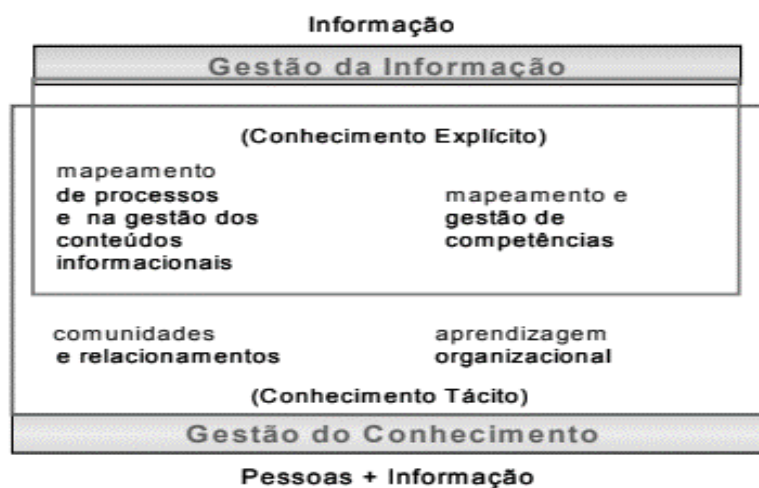 Informação
Gestão da Informação
(Conhecimento Explícito)
mapeamento
de processos
e na gestão dos
conteúdos
informacionais
mapeamento e
gestão de
competências
comunidades
e relacionamentos
aprendizagem
organizacional
(Conhecimento Tácito)
Gestão do Conhecimento
Pessoas + Informação